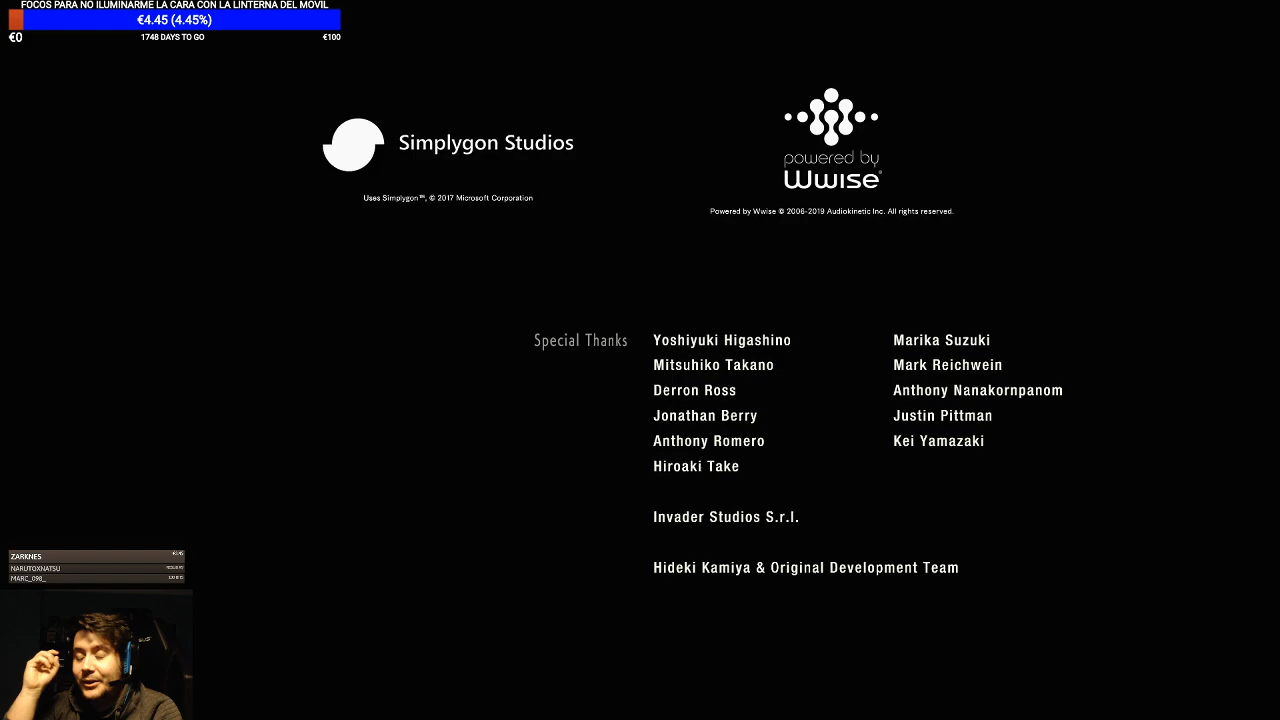 FOCOS PARA NO ILUMINARME LA CARA CON LA LINTERNA DEL MOVIL
€4.45 (4.45%)
€0
1748 DAYS TO GO
€100
Simplygon Studios
Uses Simplygon™, © 2017 Microsoft Corporation
powered by
Wwise®
Powered by Wwise © 2006-2019 Audiokinetic Inc. All rights reserved.
Special Thanks
Yoshiyuki Higashino Marika Suzuki
Mitsuhiko Takano Mark Reichwein
Derron Ross Anthony Nanakornpanom
Jonathan Berry Justin Pittman
Anthony Romero Kei Yamazaki
Hiroaki Take
Invader Studios S.r.l.
Hideki Kamiya & Original Development Team
ZARKNES
NARUTOXNATSU
MARC_098_